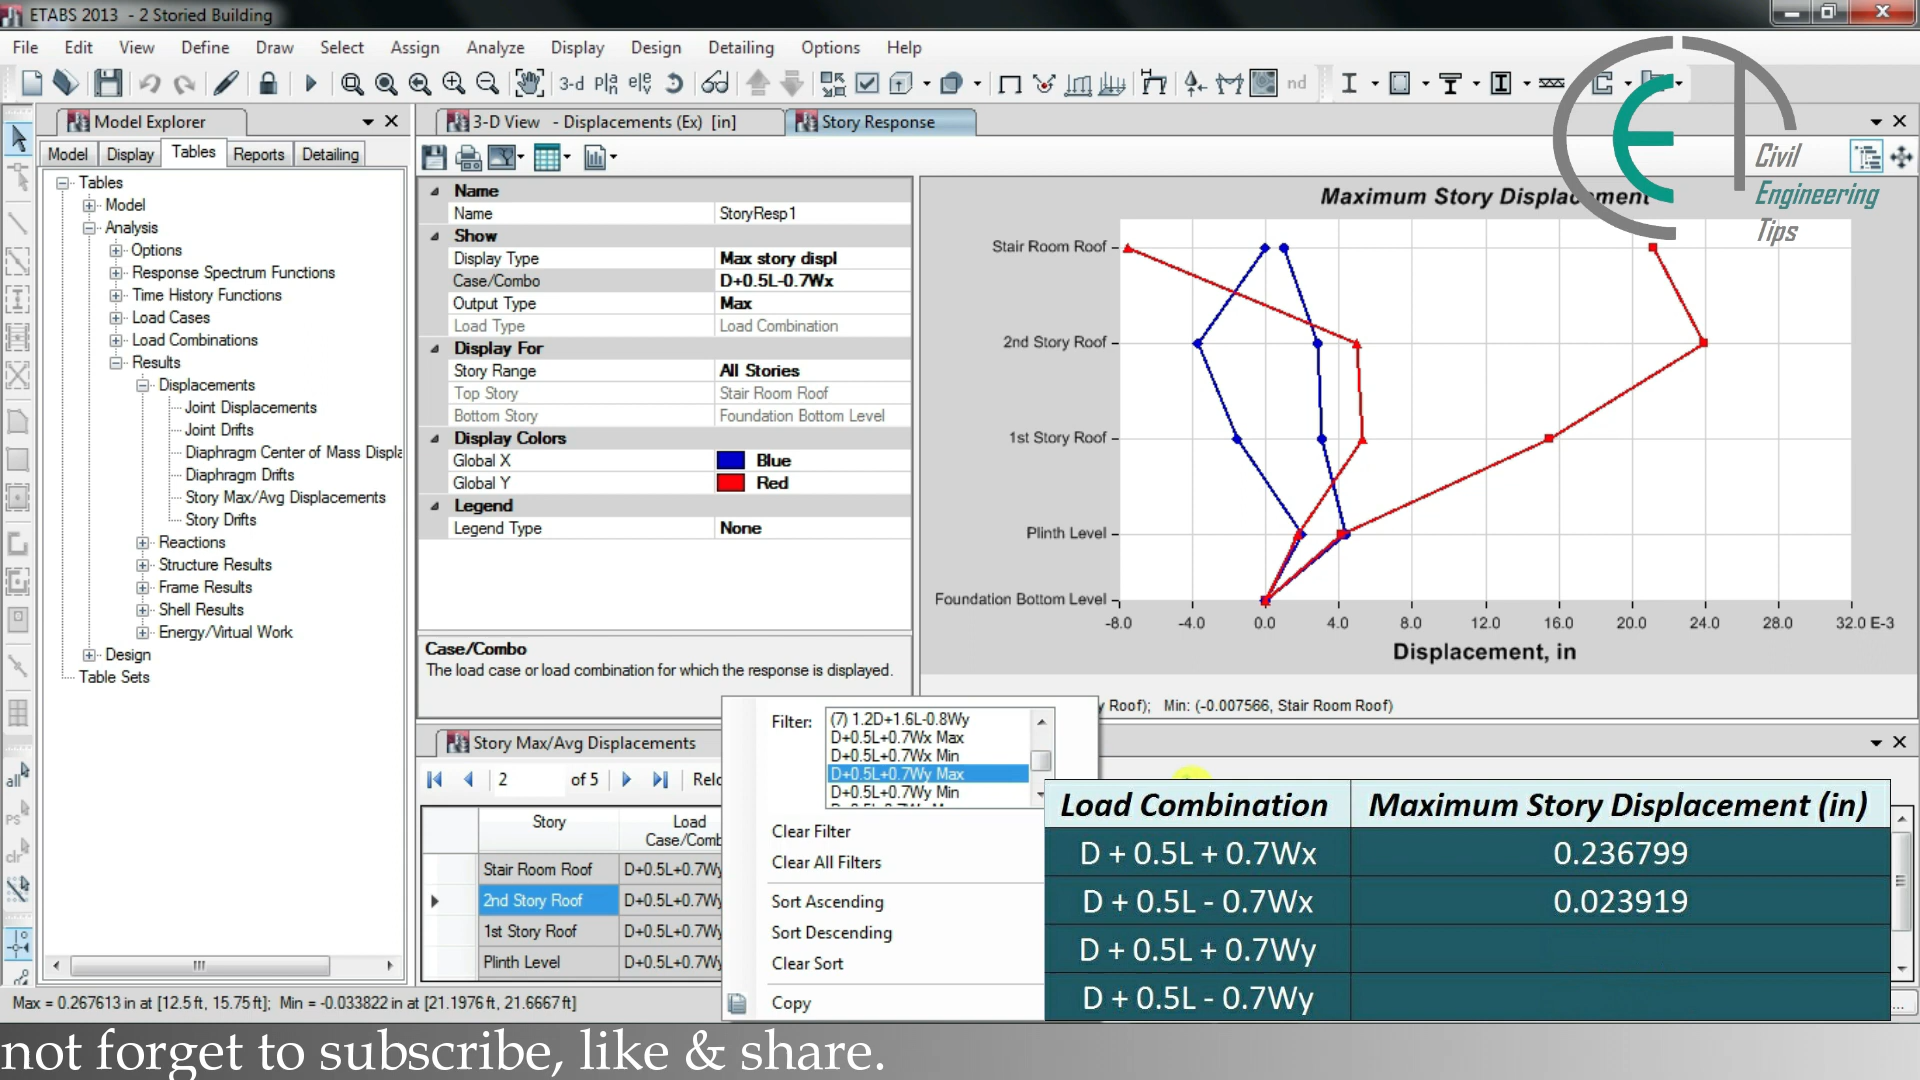 ETABS 2013 - 2 Storied Building
File Edit View Define Draw Select Assign Analyze Display Design Detailing Options Help
3-d nd
Model Explorer
3-D View - Displacements (Ex) [in]
Story Response
Model Display Tables Reports Detailing
Tables
Model
Analysis
Options
Response Spectrum Functions
Time History Functions
Load Cases
Load Combinations
Results
Displacements
Joint Displacements
Joint Drifts
Diaphragm Center of Mass Displa
Diaphragm Drifts
Story Max/Avg Displacements
Story Drifts
Reactions
Structure Results
Frame Results
Shell Results
Energy/Virtual Work
Design
Table Sets
all
PS
clr
Name
Name StoryResp1
Show
Display Type Max story displ
Case/Combo D+0.5L-0.7Wx
Output Type Max
Load Type Load Combination
Display For
Story Range All Stories
Top Story Stair Room Roof
Bottom Story Foundation Bottom Level
Display Colors
Global X Blue
Global Y Red
Legend
Legend Type None
Case/Combo
The load case or load combination for which the response is displayed.
Maximum Story Displacement
Stair Room Roof
2nd Story Roof
1st Story Roof
Plinth Level
Foundation Bottom Level
-8.0 -4.0 0.0 4.0 8.0 12.0 16.0 20.0 24.0 28.0 32.0 E-3
Displacement, in
y Roof); Min: (-0.007566, Stair Room Roof)
Civil
Engineering
Tips
Story Max/Avg Displacements
2 of 5 Relo
Story Load Case/Comb
Stair Room Roof D+0.5L+0.7Wy
2nd Story Roof D+0.5L+0.7Wy
1st Story Roof D+0.5L+0.7Wy
Plinth Level D+0.5L+0.7Wy
Filter:
(7) 1.2D+1.6L-0.8Wy
D+0.5L+0.7Wx Max
D+0.5L+0.7Wx Min
D+0.5L+0.7Wy Max
D+0.5L+0.7Wy Min
Clear Filter
Clear All Filters
Sort Ascending
Sort Descending
Clear Sort
Copy
Load Combination Maximum Story Displacement (in)
D + 0.5L + 0.7Wx 0.236799
D + 0.5L - 0.7Wx 0.023919
D + 0.5L + 0.7Wy
D + 0.5L - 0.7Wy
Max = 0.267613 in at [12.5 ft, 15.75 ft]; Min = -0.033822 in at [21.1976 ft, 21.6667 ft]
not forget to subscribe, like & share.